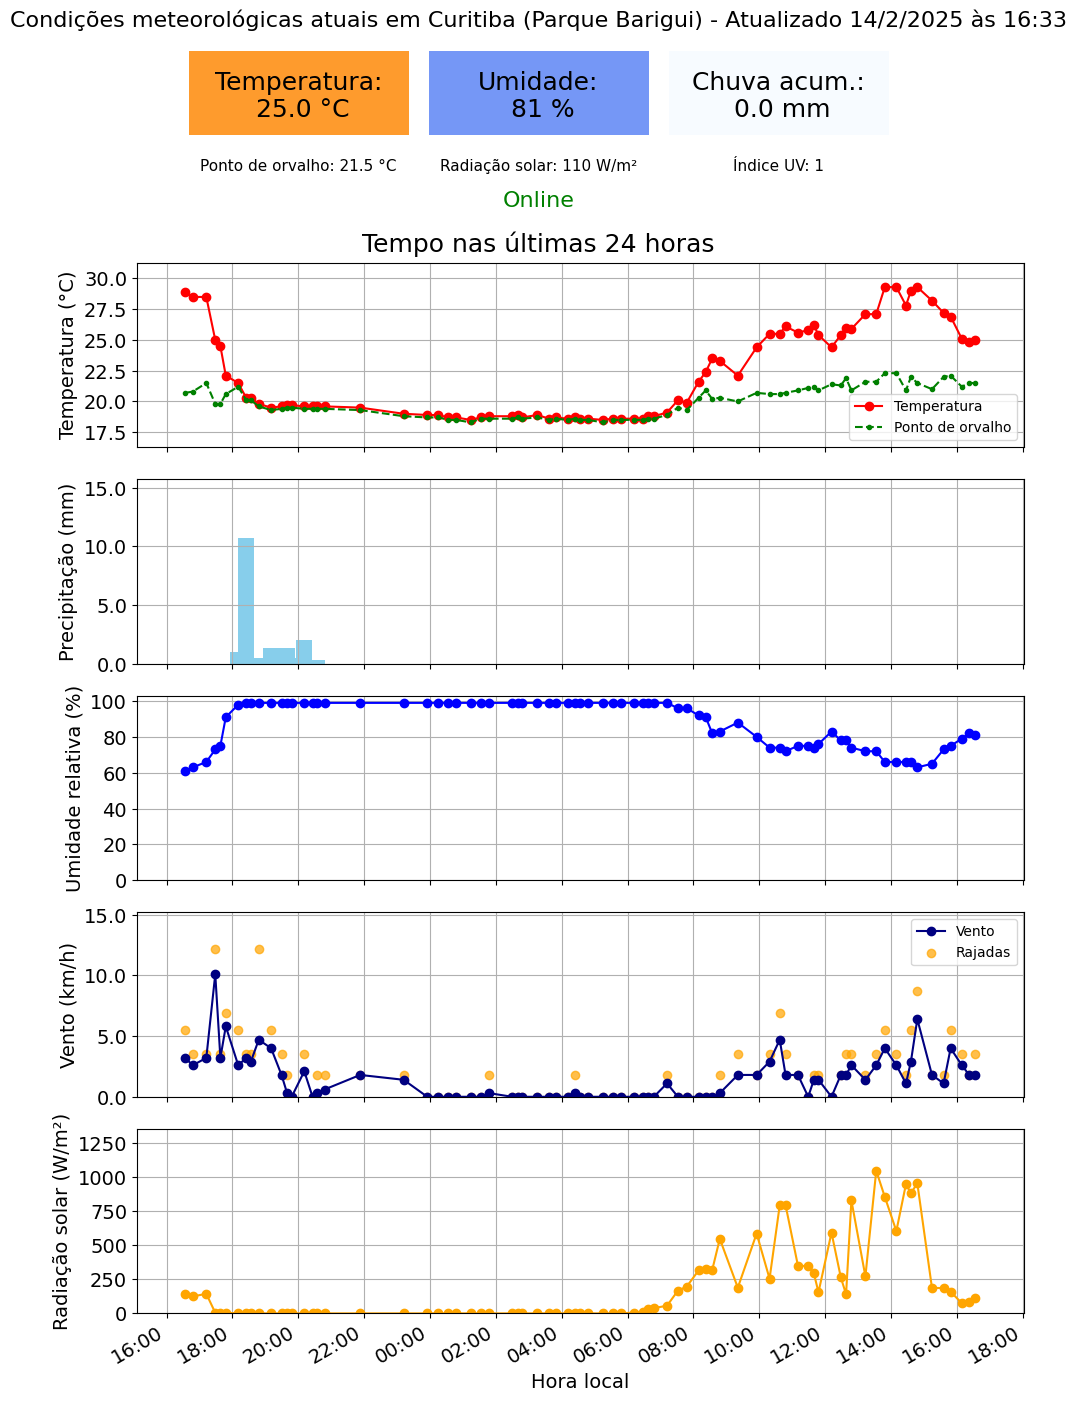 Condições meteorológicas atuais em Curitiba (Parque Barigui) - Atualizado 14/2/2025 às 16:33
Temperatura:
25.0 °C
Umidade:
81 %
Chuva acum.:
0.0 mm
Ponto de orvalho: 21.5 °C
Radiação solar: 110 W/m²
Índice UV: 1
Online
Tempo nas últimas 24 horas
Temperatura (°C)
30.0
27.5
25.0
22.5
20.0
17.5
Temperatura
Ponto de orvalho
Precipitação (mm)
15.0
10.0
5.0
0.0
Umidade relativa (%)
100
80
60
40
20
0
Vento (km/h)
15.0
10.0
5.0
0.0
Vento
Rajadas
Radiação solar (W/m²)
1250
1000
750
500
250
0
16:00
18:00
20:00
22:00
00:00
02:00
04:00
06:00
08:00
10:00
12:00
14:00
16:00
18:00
Hora local